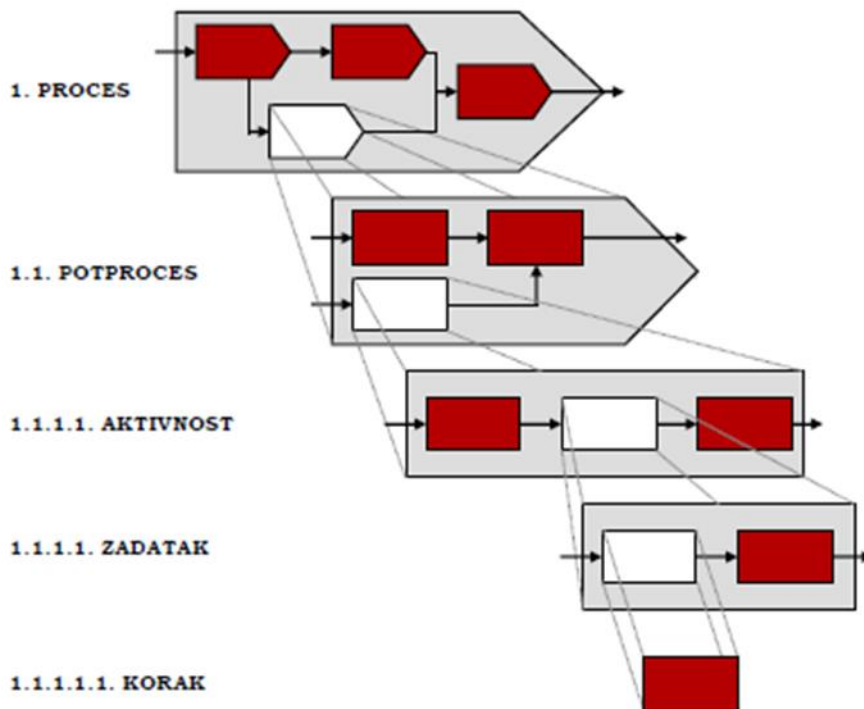 1. PROCES
1.1. POTPROCES
1.1.1.1. AKTIVNOST
1.1.1.1. ZADATAK
1.1.1.1.1. KORAK